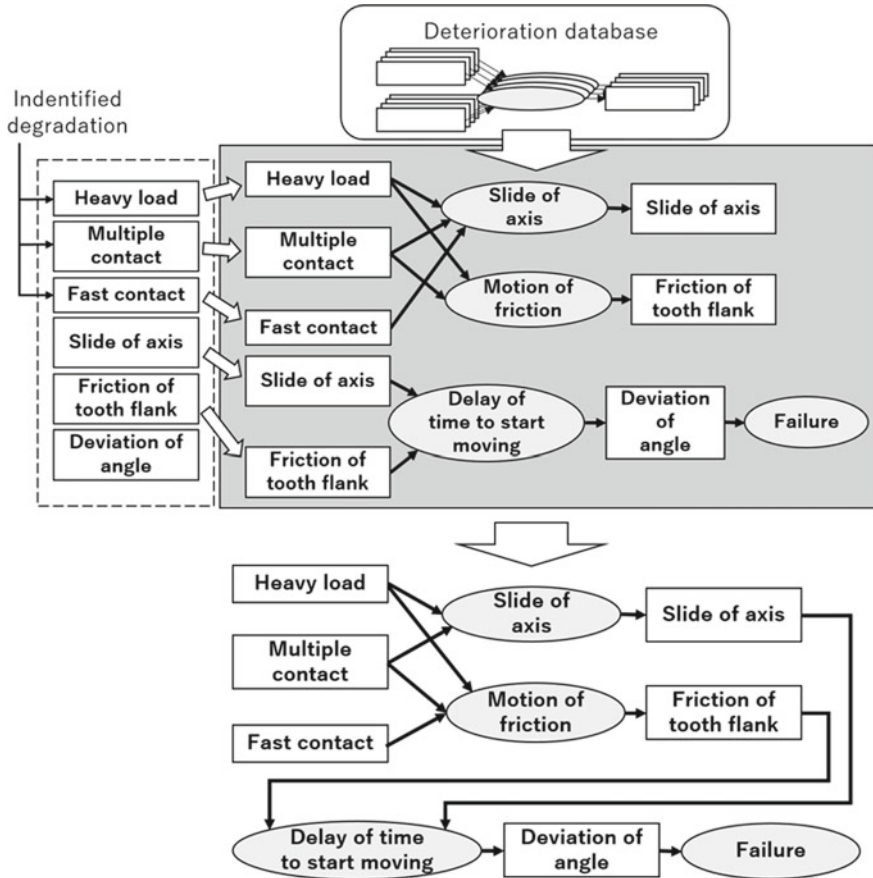 Deterioration database
Indentified
degradation
Heavy load
Multiple
contact
Fast contact
Slide of axis
Friction of
tooth flank
Deviation of
angle
Heavy load
Multiple
contact
Fast contact
Slide of axis
Friction of
tooth flank
Slide of
axis
Motion of
friction
Delay of
time to start
moving
Slide of axis
Friction of
tooth flank
Deviation
of
angle
Failure
Heavy load
Multiple
contact
Fast contact
Slide of
axis
Motion of
friction
Slide of axis
Friction of
tooth flank
Delay of time
to start moving
Deviation of
angle
Failure